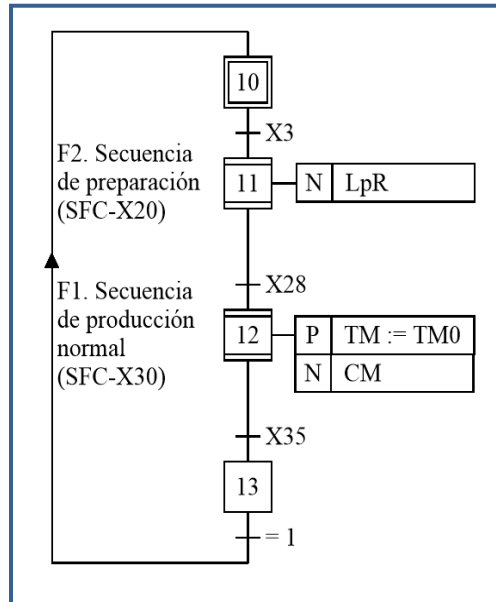 10
X3
F2. Secuencia
de preparación
(SFC-X20)
11
N LpR
X28
F1. Secuencia
de producción
normal
(SFC-X30)
12
P TM := TM0
N CM
X35
13
= 1